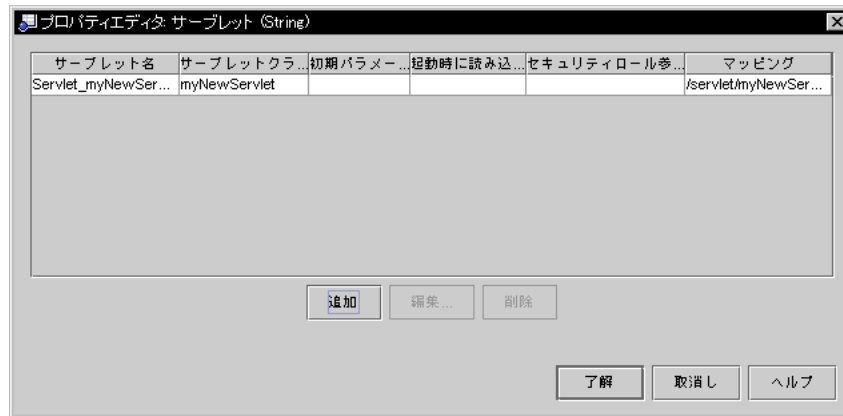 プロパティエディタ: サーブレット (String)
サーブレット名 サーブレットクラ... 初期パラメー... 起動時に読み込... セキュリティロール参... マッピング
Servlet_myNewSer... myNewServlet /servlet/myNewSer...
追加 編集... 削除
了解 取消し ヘルプ